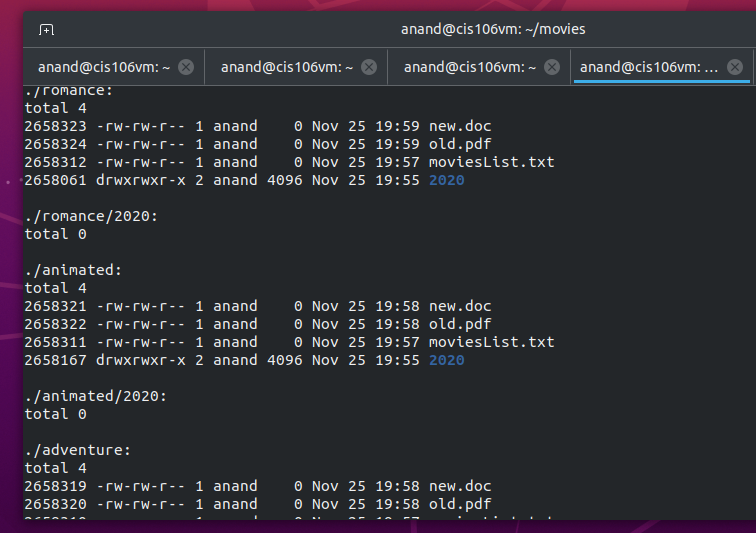 anand@cis106vm: ~/movies
anand@cis106vm: ~ anand@cis106vm: ~ anand@cis106vm: ~ anand@cis106vm: ...
./romance:
total 4
2658323 -rw-rw-r-- 1 anand    0 Nov 25 19:59 new.doc
2658324 -rw-rw-r-- 1 anand    0 Nov 25 19:59 old.pdf
2658312 -rw-rw-r-- 1 anand    0 Nov 25 19:57 moviesList.txt
2658061 drwxrwxr-x 2 anand 4096 Nov 25 19:55 2020
./romance/2020:
total 0
./animated:
total 4
2658321 -rw-rw-r-- 1 anand    0 Nov 25 19:58 new.doc
2658322 -rw-rw-r-- 1 anand    0 Nov 25 19:58 old.pdf
2658311 -rw-rw-r-- 1 anand    0 Nov 25 19:57 moviesList.txt
2658167 drwxrwxr-x 2 anand 4096 Nov 25 19:55 2020
./animated/2020:
total 0
./adventure:
total 4
2658319 -rw-rw-r-- 1 anand    0 Nov 25 19:58 new.doc
2658320 -rw-rw-r-- 1 anand    0 Nov 25 19:58 old.pdf